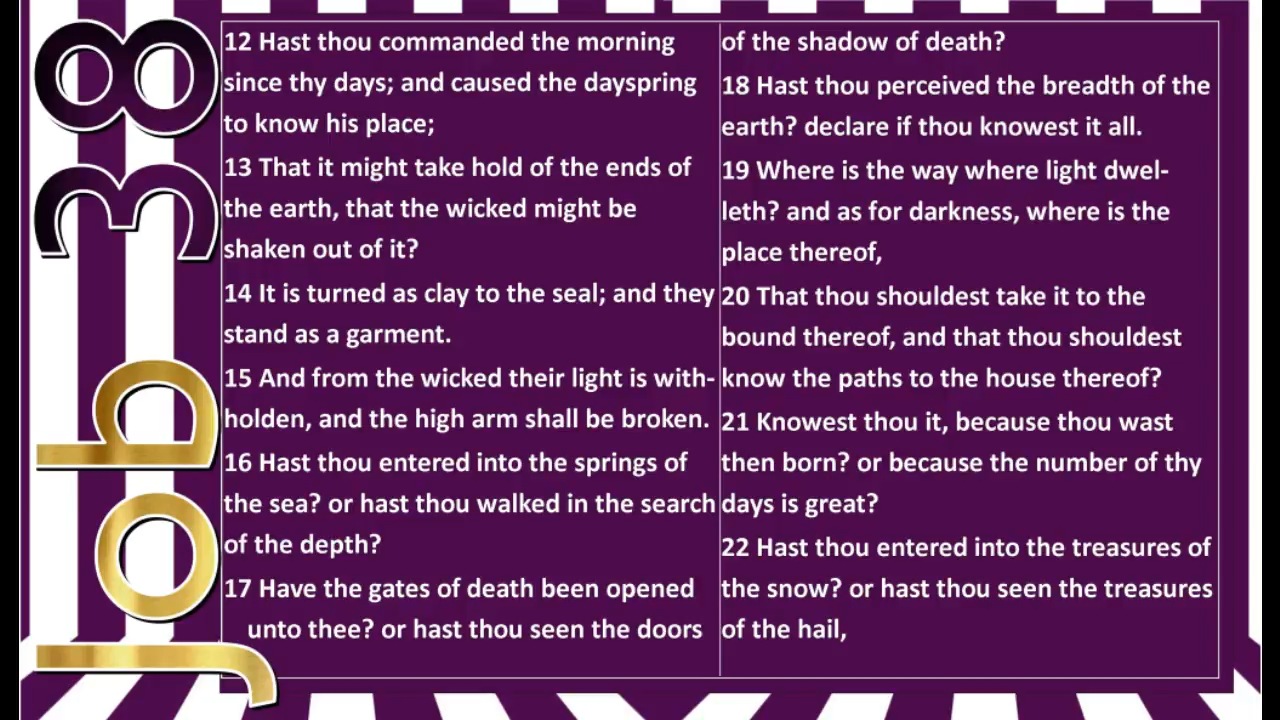 Job 38
12 Hast thou commanded the morning
since thy days; and caused the dayspring
to know his place;
13 That it might take hold of the ends of
the earth, that the wicked might be
shaken out of it?
14 It is turned as clay to the seal; and they
stand as a garment.
15 And from the wicked their light is with-
holden, and the high arm shall be broken.
16 Hast thou entered into the springs of
the sea? or hast thou walked in the search
of the depth?
17 Have the gates of death been opened
unto thee? or hast thou seen the doors
of the shadow of death?
18 Hast thou perceived the breadth of the
earth? declare if thou knowest it all.
19 Where is the way where light dwel-
leth? and as for darkness, where is the
place thereof,
20 That thou shouldest take it to the
bound thereof, and that thou shouldest
know the paths to the house thereof?
21 Knowest thou it, because thou wast
then born? or because the number of thy
days is great?
22 Hast thou entered into the treasures of
the snow? or hast thou seen the treasures
of the hail,